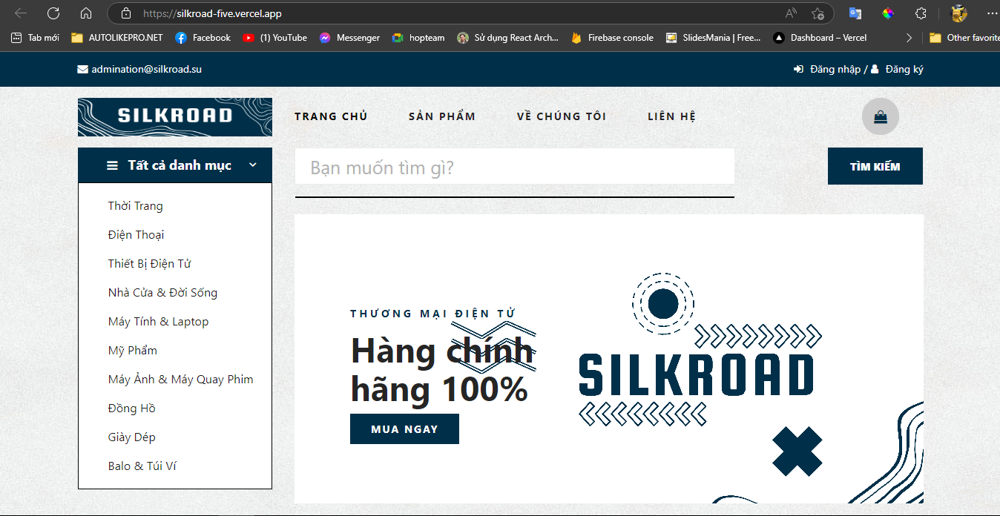 https://silkroad-five.vercel.app
Tab mới
AUTOLIKEPRO.NET
Facebook
(1) YouTube
Messenger
hopteam
Sử dụng React Arch...
Firebase console
SlidesMania | Free...
Dashboard – Vercel
Other favorite
admination@silkroad.su
Đăng nhập / Đăng ký
SILKROAD
TRANG CHỦ
SẢN PHẨM
VỀ CHÚNG TÔI
LIÊN HỆ
Tất cả danh mục
Bạn muốn tìm gì?
TÌM KIẾM
Thời Trang
Điện Thoại
Thiết Bị Điện Tử
Nhà Cửa & Đời Sống
Máy Tính & Laptop
Mỹ Phẩm
Máy Ảnh & Máy Quay Phim
Đồng Hồ
Giày Dép
Balo & Túi Ví
THƯƠNG MẠI ĐIỆN TỬ
Hàng chính
hãng 100%
MUA NGAY
SILKROAD